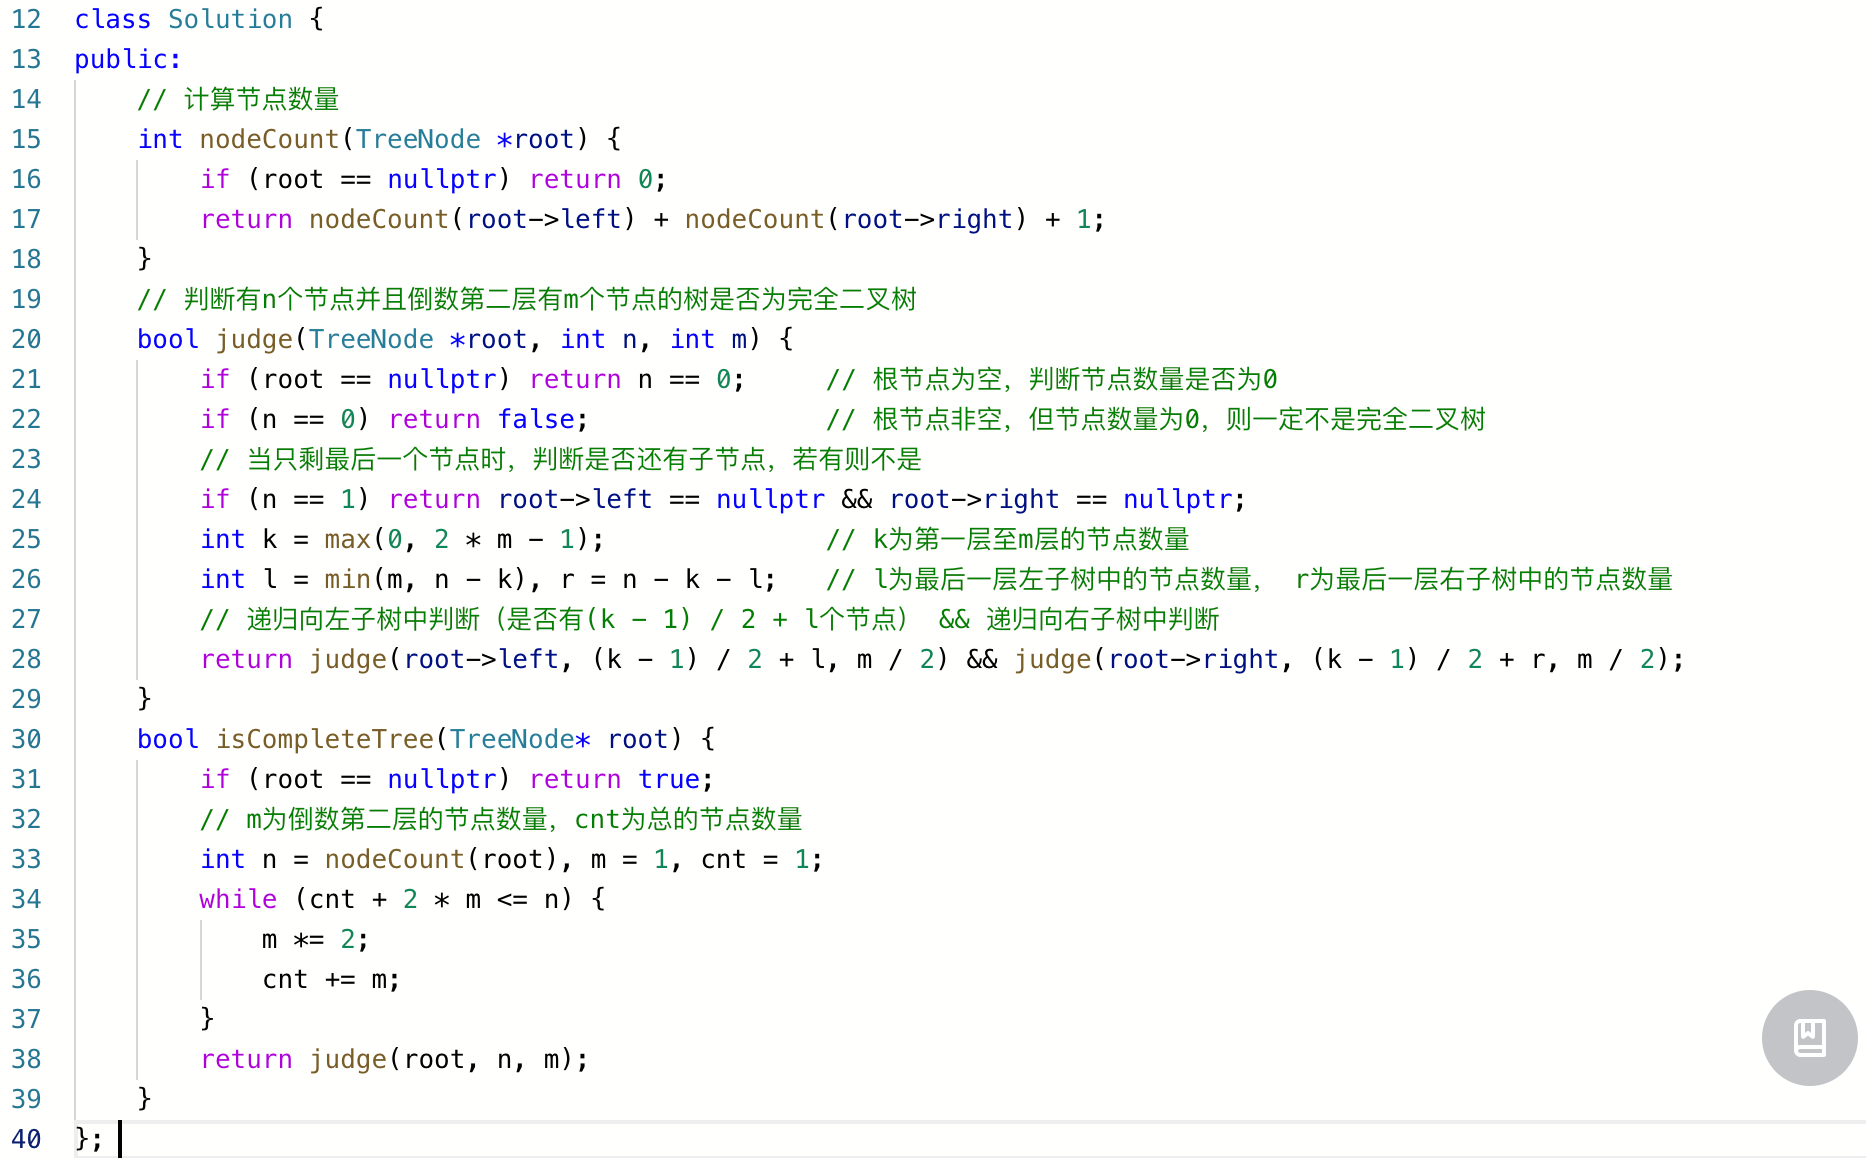 12 class Solution {
13 public:
14     // 计算节点数量
15     int nodeCount(TreeNode *root) {
16         if (root == nullptr) return 0;
17         return nodeCount(root->left) + nodeCount(root->right) + 1;
18     }
19     // 判断有n个节点并且倒数第二层有m个节点的树是否为完全二叉树
20     bool judge(TreeNode *root, int n, int m) {
21         if (root == nullptr) return n == 0;     // 根节点为空，判断节点数量是否为0
22         if (n == 0) return false;               // 根节点非空，但节点数量为0，则一定不是完全二叉树
23         // 当只剩最后一个节点时，判断是否还有子节点，若有则不是
24         if (n == 1) return root->left == nullptr && root->right == nullptr;
25         int k = max(0, 2 * m - 1);              // k为第一层至m层的节点数量
26         int l = min(m, n - k), r = n - k - l;   // l为最后一层左子树中的节点数量， r为最后一层右子树中的节点数量
27         // 递归向左子树中判断（是否有(k - 1) / 2 + l个节点） && 递归向右子树中判断
28         return judge(root->left, (k - 1) / 2 + l, m / 2) && judge(root->right, (k - 1) / 2 + r, m / 2);
29     }
30     bool isCompleteTree(TreeNode* root) {
31         if (root == nullptr) return true;
32         // m为倒数第二层的节点数量，cnt为总的节点数量
33         int n = nodeCount(root), m = 1, cnt = 1;
34         while (cnt + 2 * m <= n) {
35             m *= 2;
36             cnt += m;
37         }
38         return judge(root, n, m);
39     }
40 };